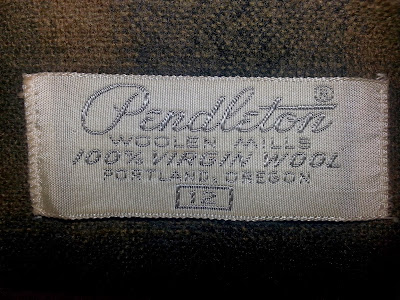 Pendleton®
WOOLEN MILLS
100% VIRGIN WOOL
PORTLAND, OREGON
12